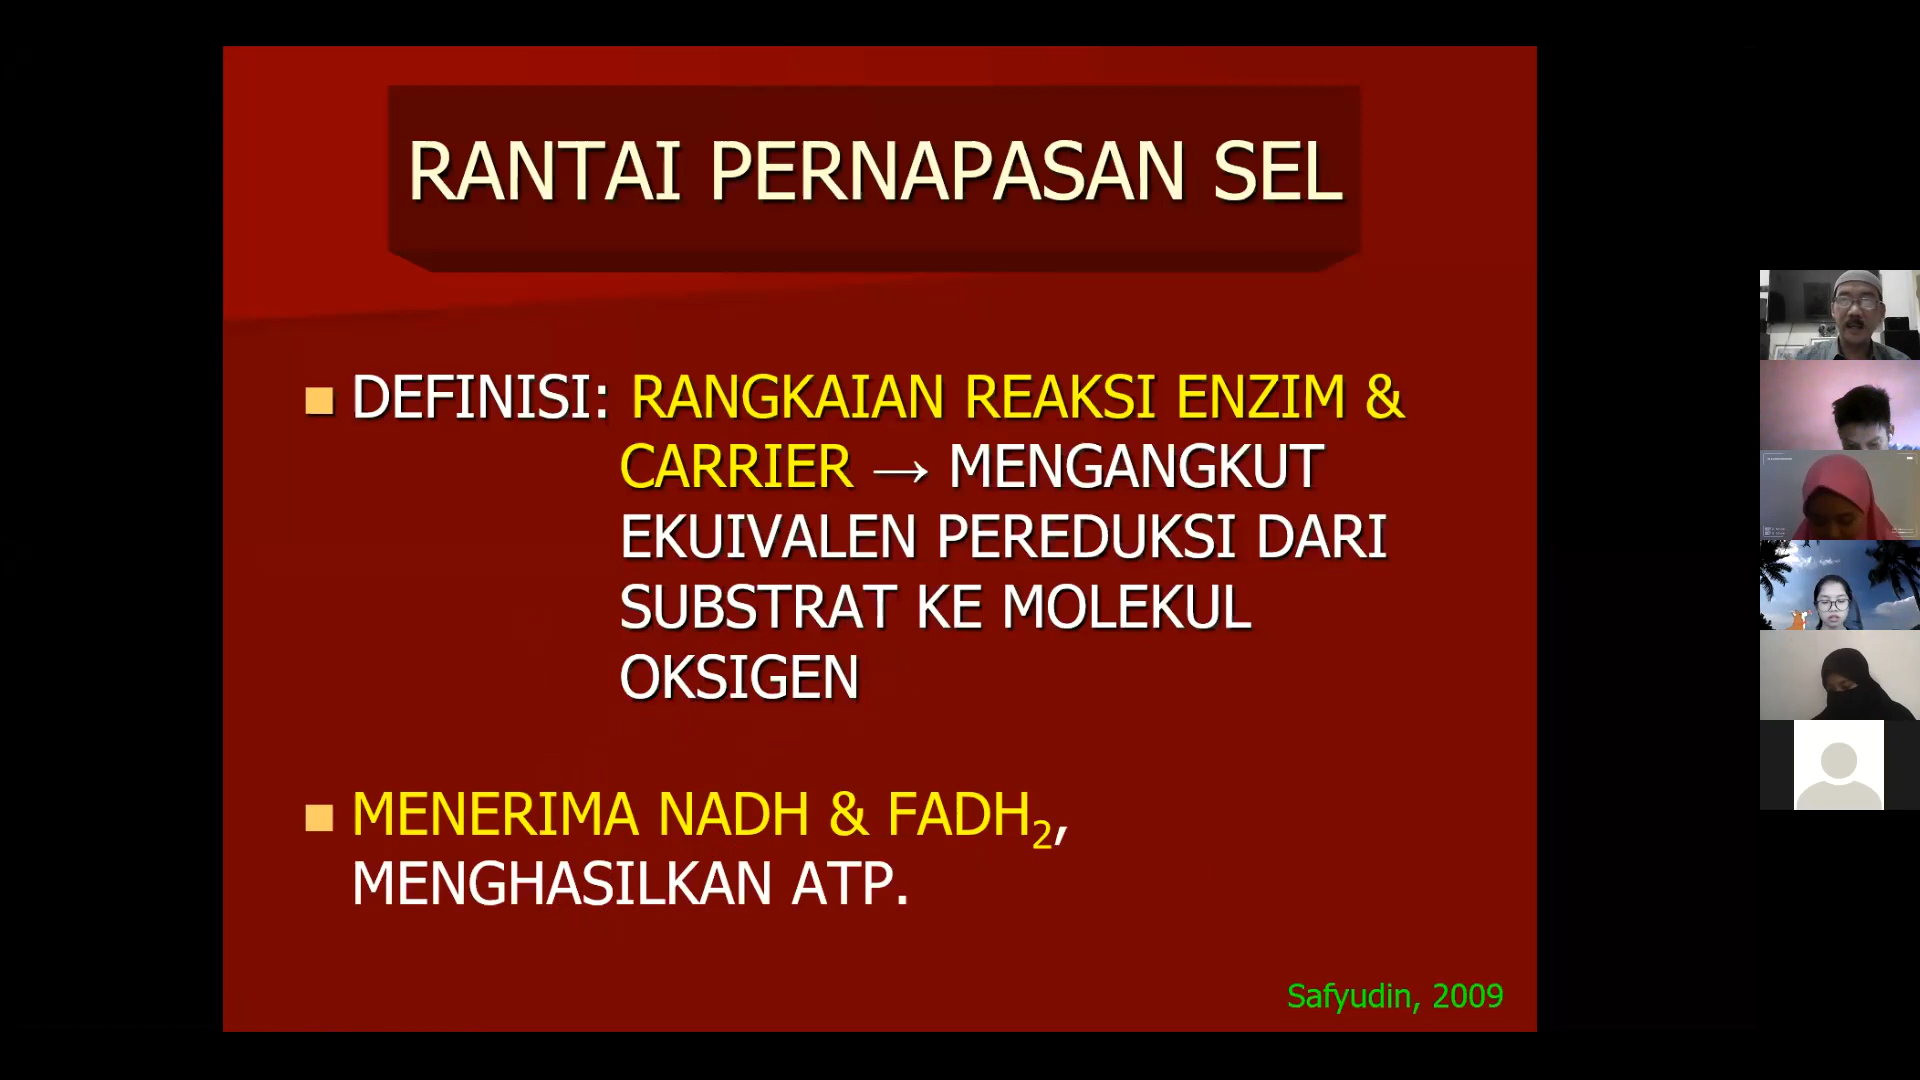 RANTAI PERNAPASAN SEL
DEFINISI: RANGKAIAN REAKSI ENZIM &
CARRIER → MENGANGKUT
EKUIVALEN PEREDUKSI DARI
SUBSTRAT KE MOLEKUL
OKSIGEN
MENERIMA NADH & FADH₂,
MENGHASILKAN ATP.
Safyudin, 2009